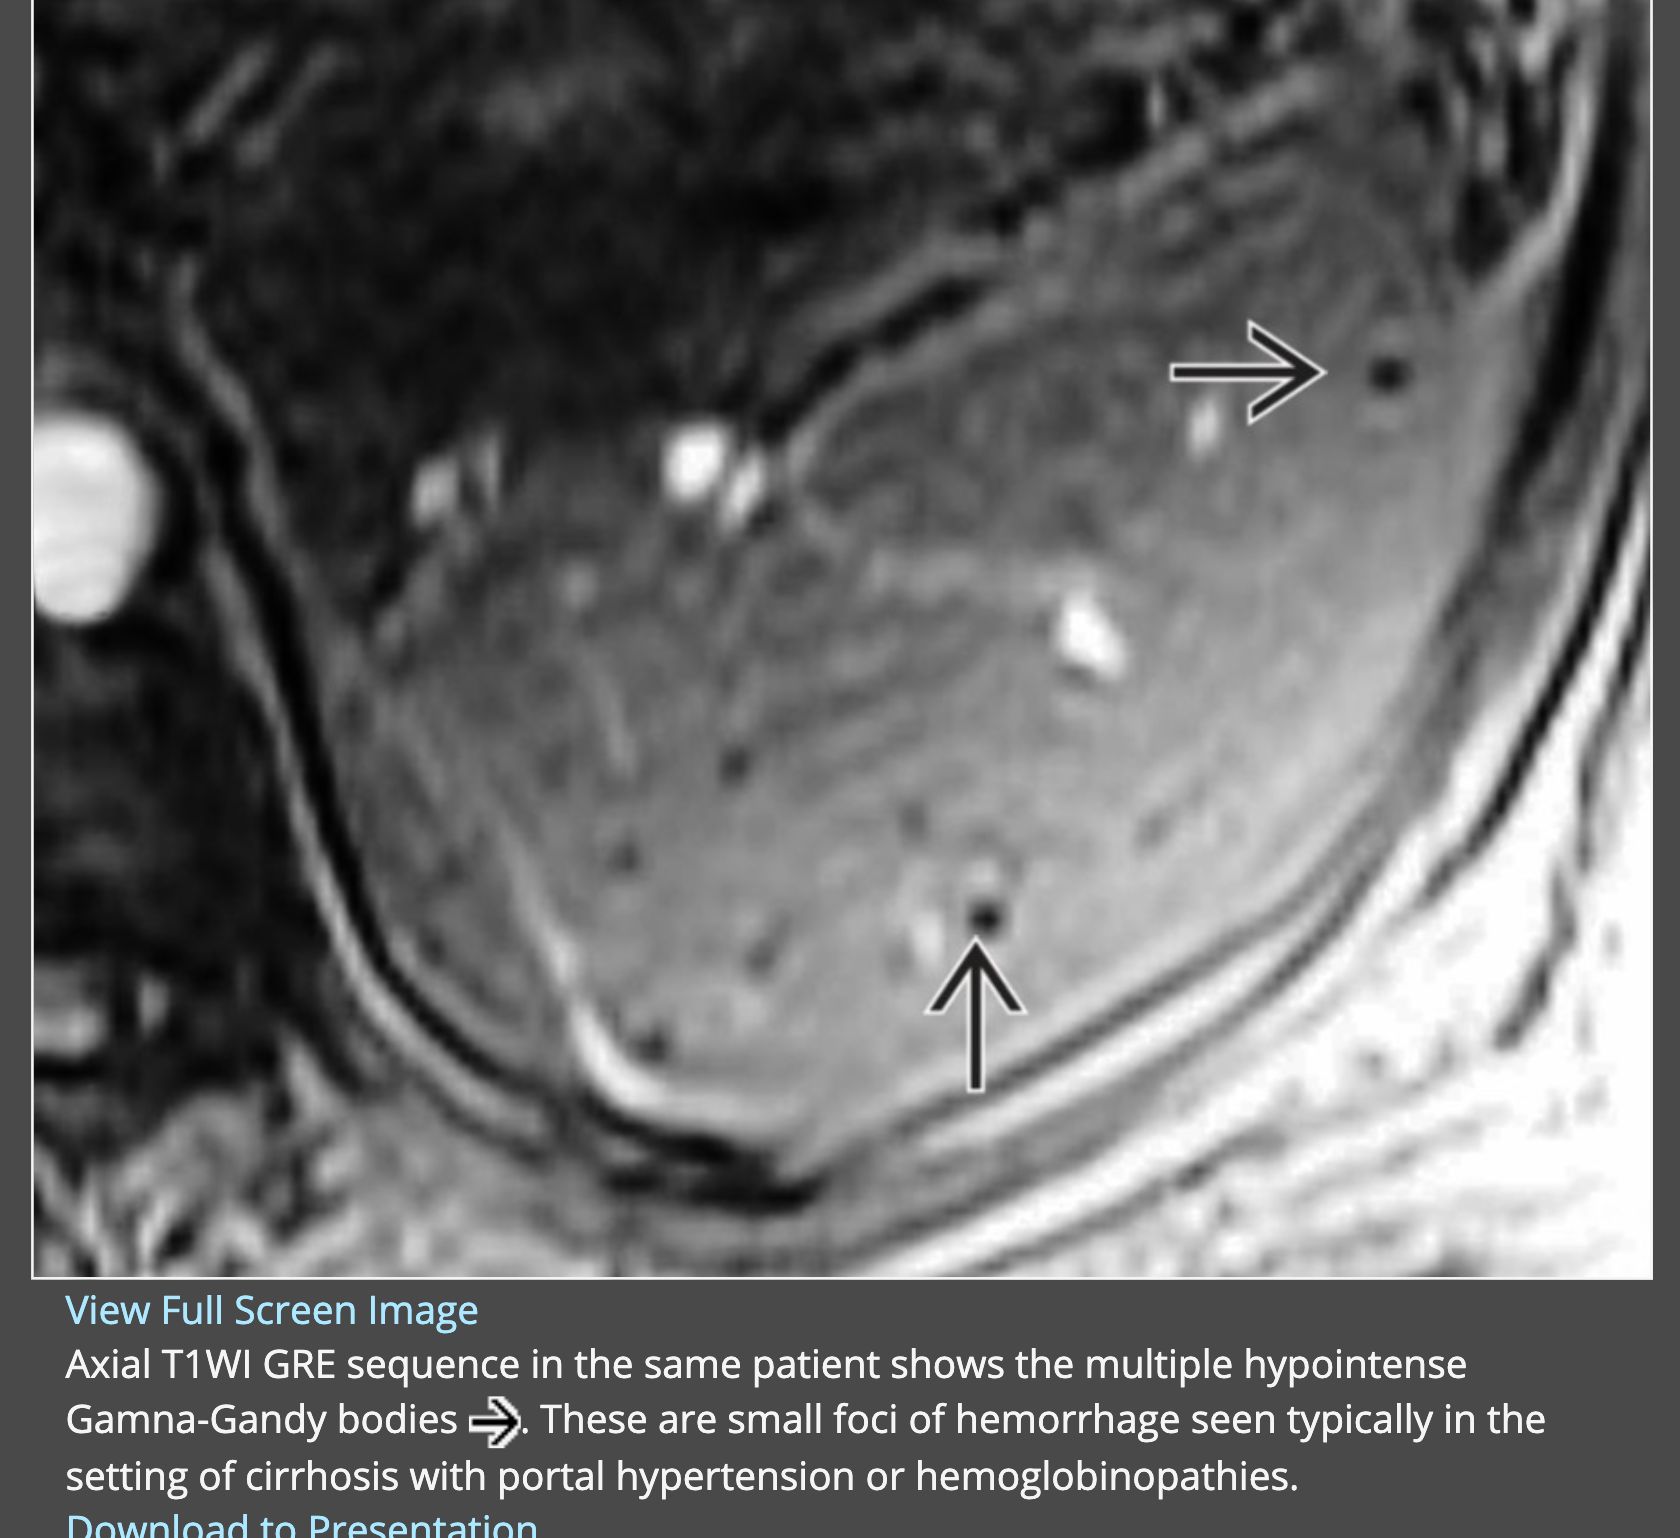 View Full Screen Image
Axial T1WI GRE sequence in the same patient shows the multiple hypointense
Gamna-Gandy bodies . These are small foci of hemorrhage seen typically in the
setting of cirrhosis with portal hypertension or hemoglobinopathies.
Download to Presentation